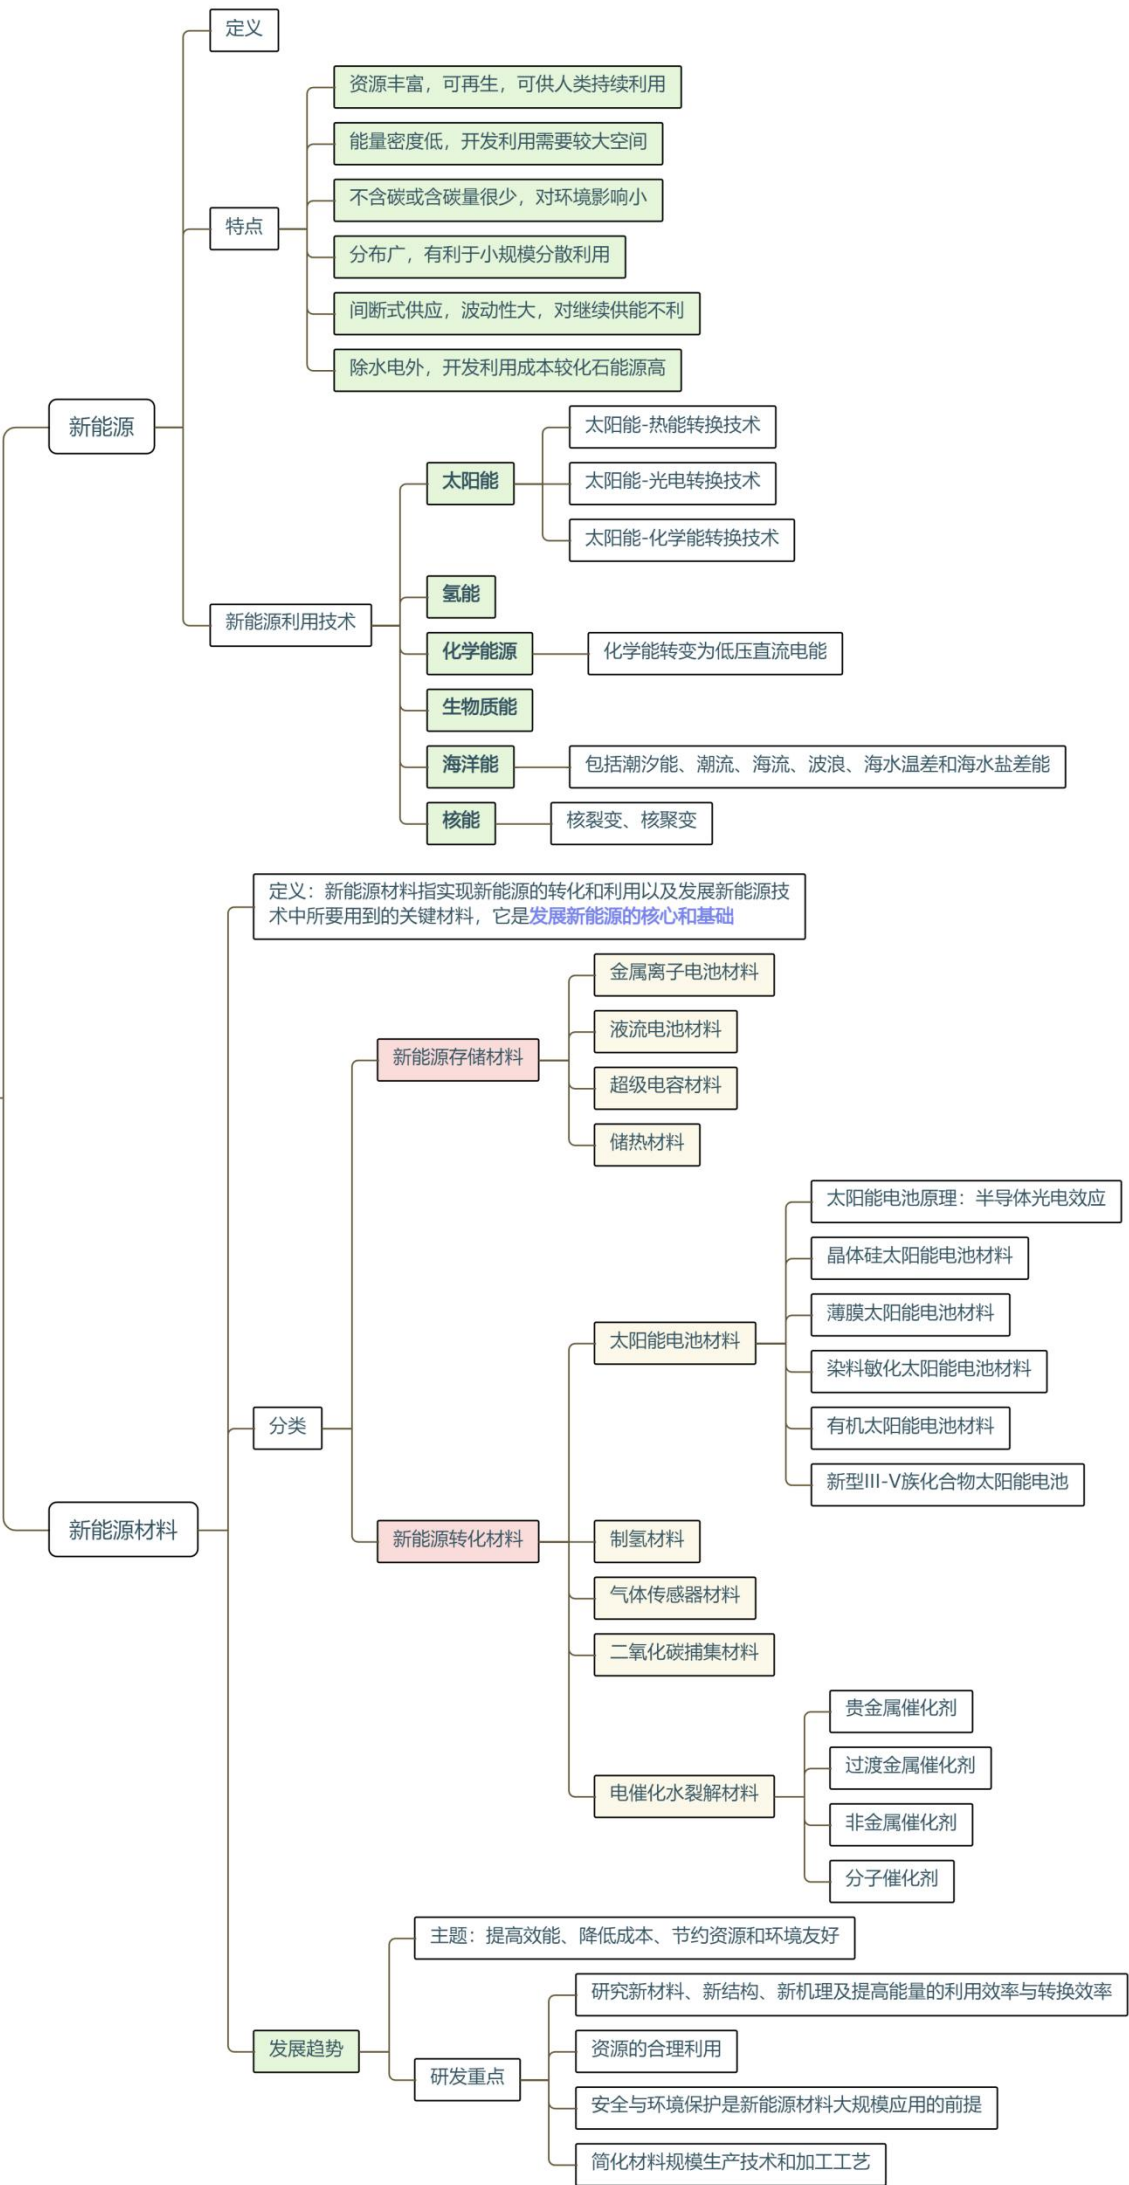 定义
资源丰富，可再生，可供人类持续利用
能量密度低，开发利用需要较大空间
不含碳或含碳量很少，对环境影响小
特点
分布广，有利于小规模分散利用
间断式供应，波动性大，对继续供能不利
除水电外，开发利用成本较化石能源高
新能源
太阳能-热能转换技术
太阳能
太阳能-光电转换技术
太阳能-化学能转换技术
氢能
新能源利用技术
化学能源
化学能转变为低压直流电能
生物质能
海洋能
包括潮汐能、潮流、海流、波浪、海水温差和海水盐差能
核能
核裂变、核聚变
定义：新能源材料指实现新能源的转化和利用以及发展新能源技
术中所要用到的关键材料，它是发展新能源的核心和基础
金属离子电池材料
液流电池材料
新能源存储材料
超级电容材料
储热材料
太阳能电池原理：半导体光电效应
晶体硅太阳能电池材料
薄膜太阳能电池材料
太阳能电池材料
染料敏化太阳能电池材料
有机太阳能电池材料
新型III-V族化合物太阳能电池
分类
新能源材料
新能源转化材料
制氢材料
气体传感器材料
二氧化碳捕集材料
贵金属催化剂
过渡金属催化剂
电催化水裂解材料
非金属催化剂
分子催化剂
主题：提高效能、降低成本、节约资源和环境友好
研究新材料、新结构、新机理及提高能量的利用效率与转换效率
发展趋势
资源的合理利用
研发重点
安全与环境保护是新能源材料大规模应用的前提
简化材料规模生产技术和加工工艺